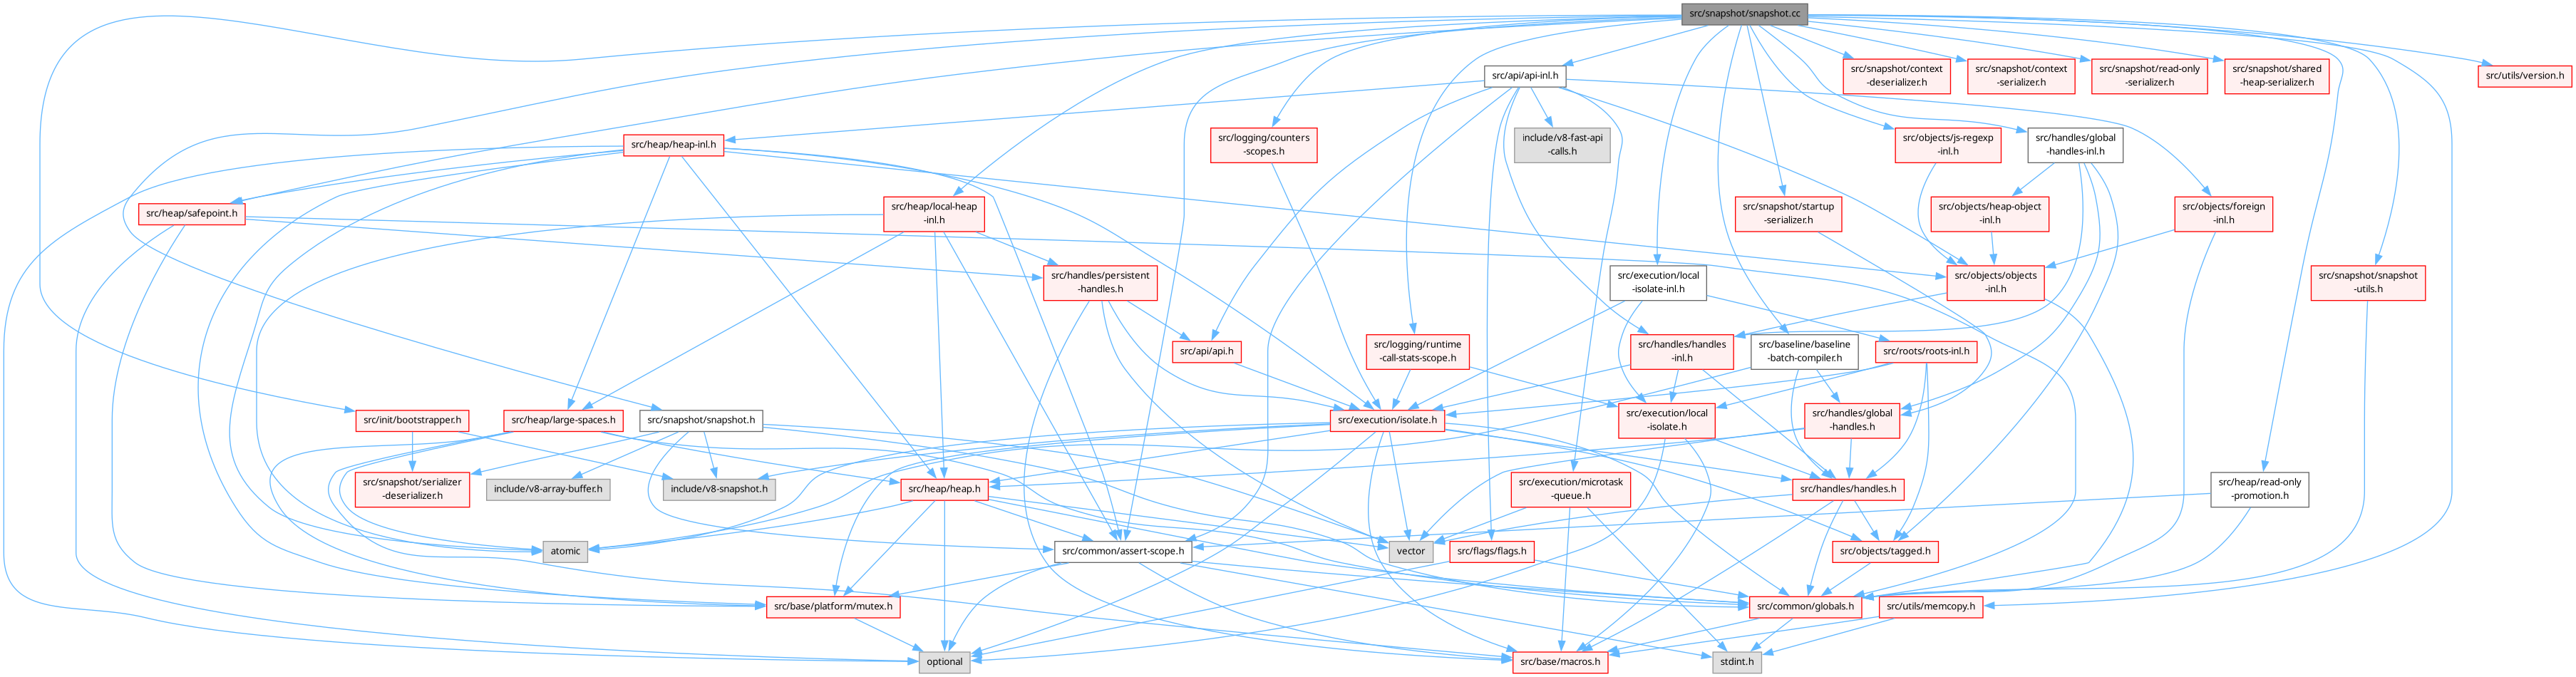 src/snapshot/snapshot.cc
src/api/api-inl.h
src/snapshot/context
-deserializer.h
src/snapshot/context
-serializer.h
src/snapshot/read-only
-serializer.h
src/snapshot/shared
-heap-serializer.h
src/utils/version.h
src/heap/heap-inl.h
src/logging/counters
-scopes.h
include/v8-fast-api
-calls.h
src/objects/js-regexp
-inl.h
src/handles/global
-handles-inl.h
src/heap/safepoint.h
src/heap/local-heap
-inl.h
src/snapshot/startup
-serializer.h
src/objects/heap-object
-inl.h
src/objects/foreign
-inl.h
src/handles/persistent
-handles.h
src/execution/local
-isolate-inl.h
src/objects/objects
-inl.h
src/snapshot/snapshot
-utils.h
src/api/api.h
src/logging/runtime
-call-stats-scope.h
src/handles/handles
-inl.h
src/baseline/baseline
-batch-compiler.h
src/roots/roots-inl.h
src/init/bootstrapper.h
src/heap/large-spaces.h
src/snapshot/snapshot.h
src/execution/isolate.h
src/execution/local
-isolate.h
src/handles/global
-handles.h
src/snapshot/serializer
-deserializer.h
include/v8-array-buffer.h
include/v8-snapshot.h
src/heap/heap.h
src/execution/microtask
-queue.h
src/handles/handles.h
src/heap/read-only
-promotion.h
atomic
src/common/assert-scope.h
vector
src/flags/flags.h
src/objects/tagged.h
src/base/platform/mutex.h
src/common/globals.h
src/utils/memcopy.h
optional
src/base/macros.h
stdint.h